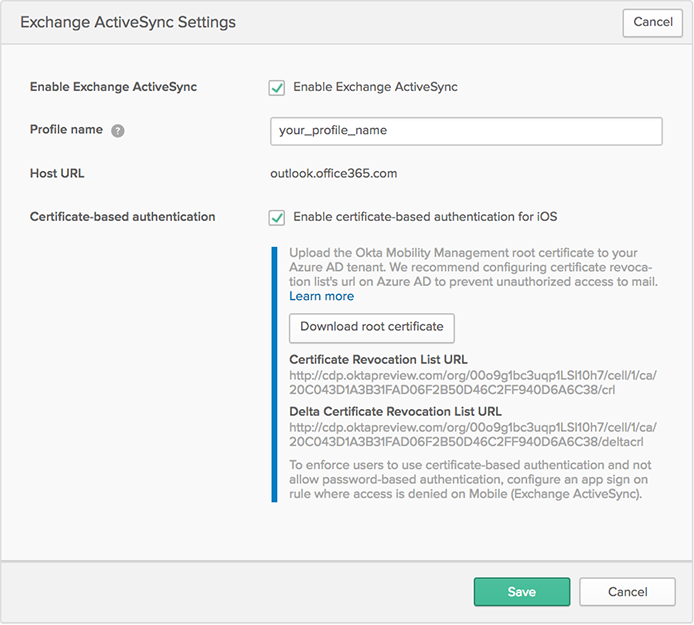 Exchange ActiveSync Settings
Cancel
Enable Exchange ActiveSync
Enable Exchange ActiveSync
Profile name ?
your_profile_name
Host URL
outlook.office365.com
Certificate-based authentication
Enable certificate-based authentication for iOS
Upload the Okta Mobility Management root certificate to your
Azure AD tenant. We recommend configuring certificate revoca-
tion list's url on Azure AD to prevent unauthorized access to mail.
Learn more
Download root certificate
Certificate Revocation List URL
http://cdp.oktapreview.com/org/00o9g1bc3uqp1LSl10h7/cell/1/ca/
20C043D1A3B31FAD06F2B50D46C2FF940D6A6C38/crl
Delta Certificate Revocation List URL
http://cdp.oktapreview.com/org/00o9g1bc3uqp1LSl10h7/cell/1/ca/
20C043D1A3B31FAD06F2B50D46C2FF940D6A6C38/deltacrl
To enforce users to use certificate-based authentication and not
allow password-based authentication, configure an app sign on
rule where access is denied on Mobile (Exchange ActiveSync).
Save
Cancel